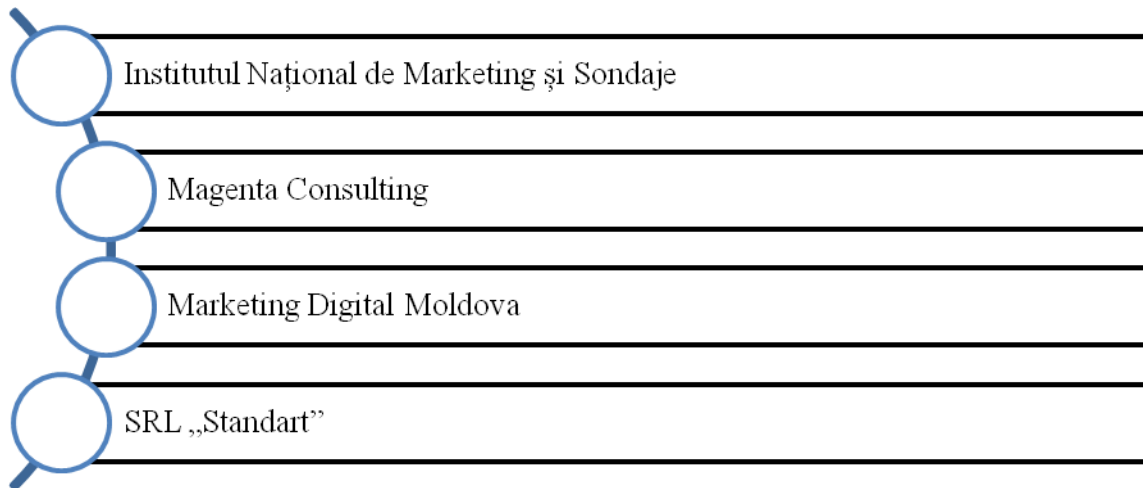 Institutul Național de Marketing și Sondaje
Magenta Consulting
Marketing Digital Moldova
SRL „Standart”